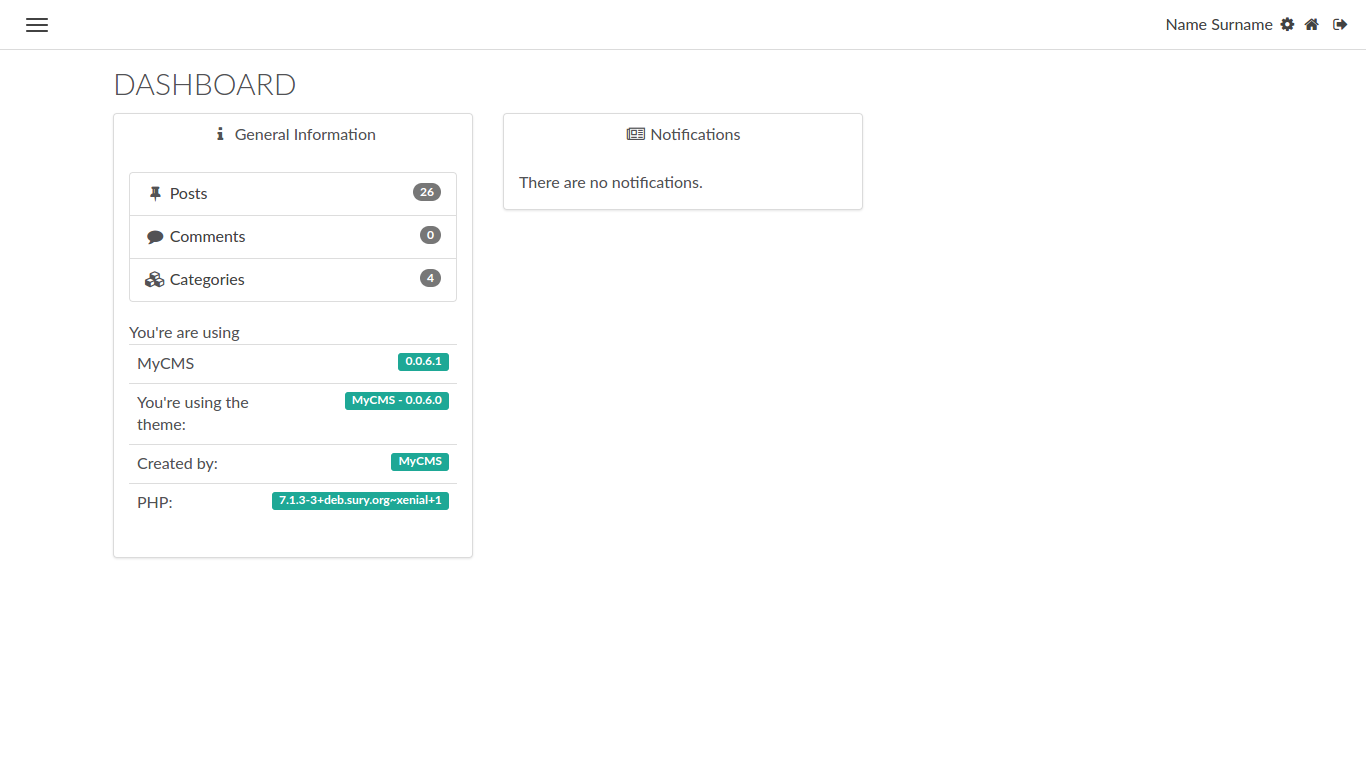 Name Surname
DASHBOARD
General Information
Posts 26
Comments 0
Categories 4
You're are using
MyCMS 0.0.6.1
You're using the MyCMS - 0.0.6.0
theme:
Created by: MyCMS
PHP: 7.1.3-3+deb.sury.org~xenial+1
Notifications
There are no notifications.